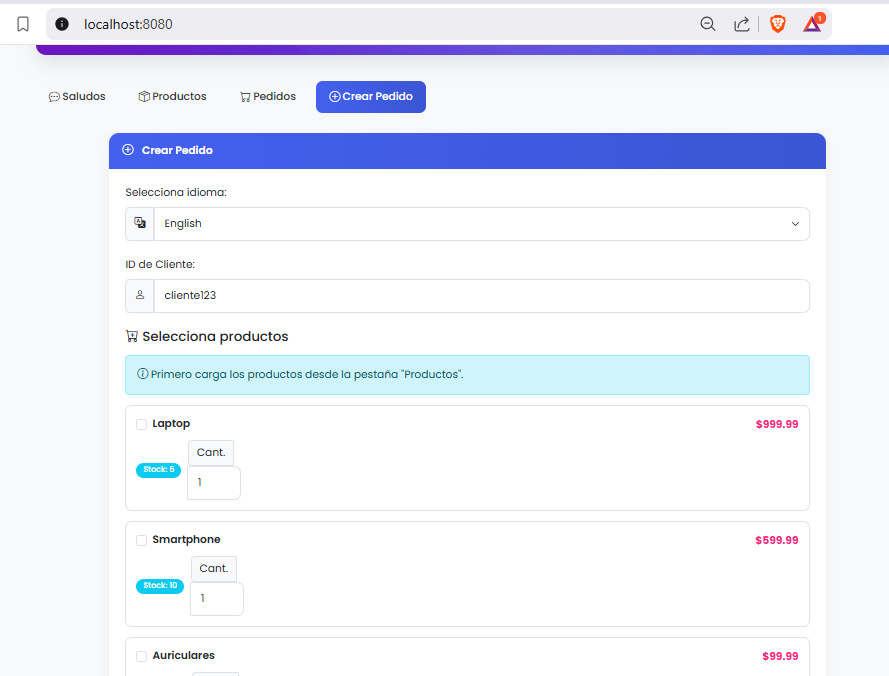 localhost:8080
1
Saludos
Productos
Pedidos
Crear Pedido
Crear Pedido
Selecciona idioma:
English
ID de Cliente:
cliente123
Selecciona productos
Primero carga los productos desde la pestaña "Productos".
Laptop
$999.99
Cant.
Stock: 5
1
Smartphone
$599.99
Cant.
Stock: 10
1
Auriculares
$99.99